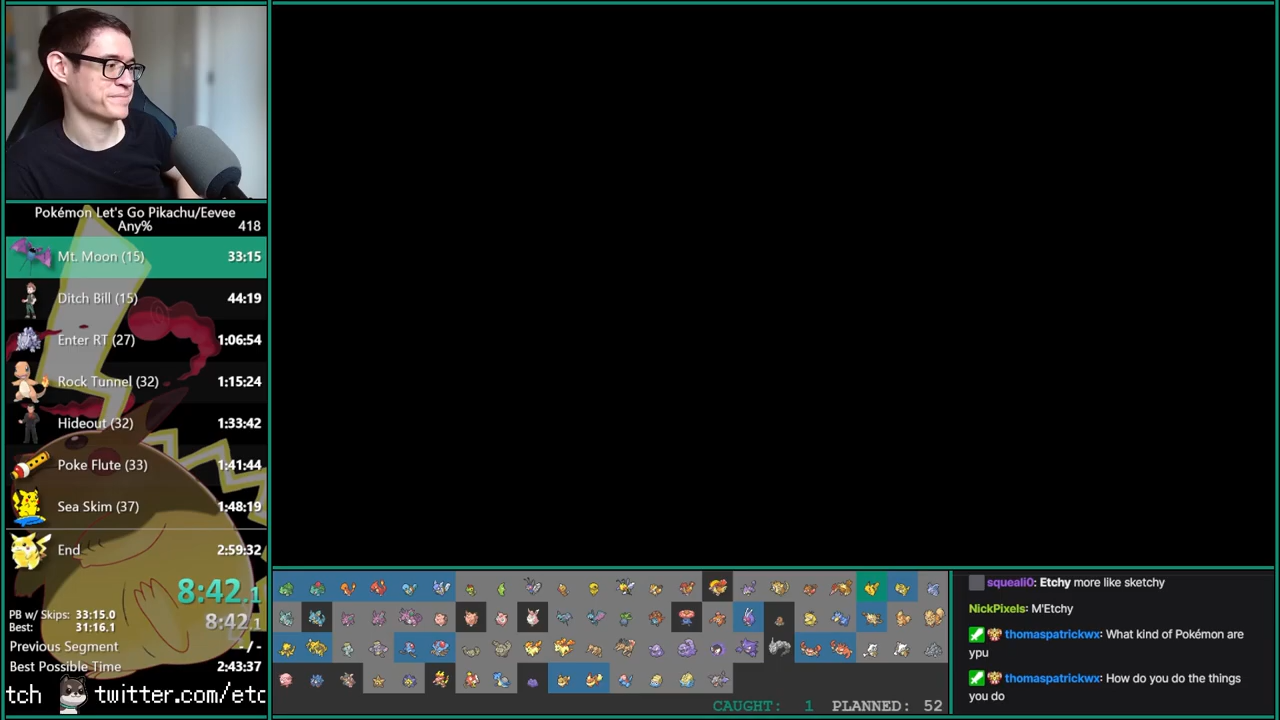 Pokémon Let's Go Pikachu/Eevee
Any% 418
Mt. Moon (15) 33:15
Ditch Bill (15) 44:19
Enter RT (27) 1:06:54
Rock Tunnel (32) 1:15:24
Hideout (32) 1:33:42
Poke Flute (33) 1:41:44
Sea Skim (37) 1:48:19
End 2:59:32
8:42.1
PB w/ Skips: 33:15.0
Best: 31:16.1 8:42.1
Previous Segment -/-
Best Possible Time 2:43:37
tch twitter.com/etc
CAUGHT: 1 PLANNED: 52
squeali0: Etchy more like sketchy
NickPixels: M'Etchy
thomaspatrickwx: What kind of Pokémon are
ypu
thomaspatrickwx: How do you do the things
you do